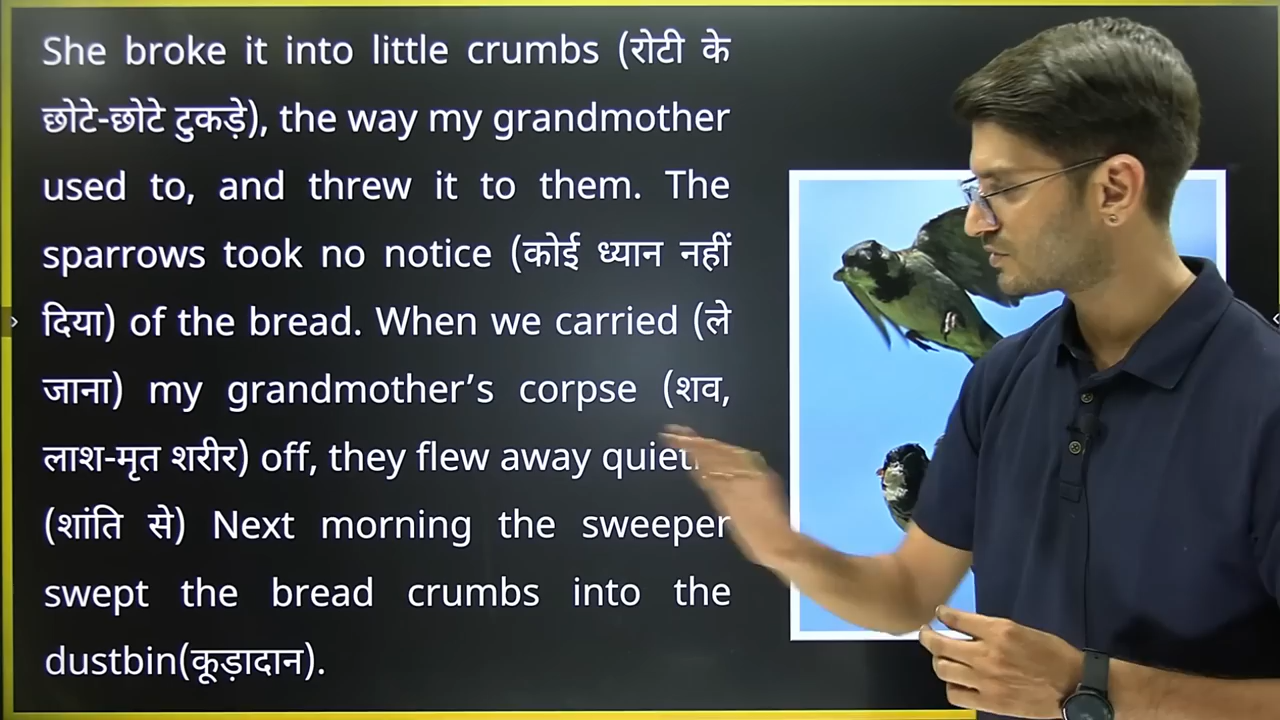 She broke it into little crumbs (रोटी के
छोटे-छोटे टुकड़े), the way my grandmother
used to, and threw it to them. The
sparrows took no notice (कोई ध्यान नहीं
दिया) of the bread. When we carried (ले
जाना) my grandmother’s corpse (शव,
लाश-मृत शरीर) off, they flew away
(शांति से) Next morning the sweeper
swept the bread crumbs into the
dustbin(कूड़ादान).